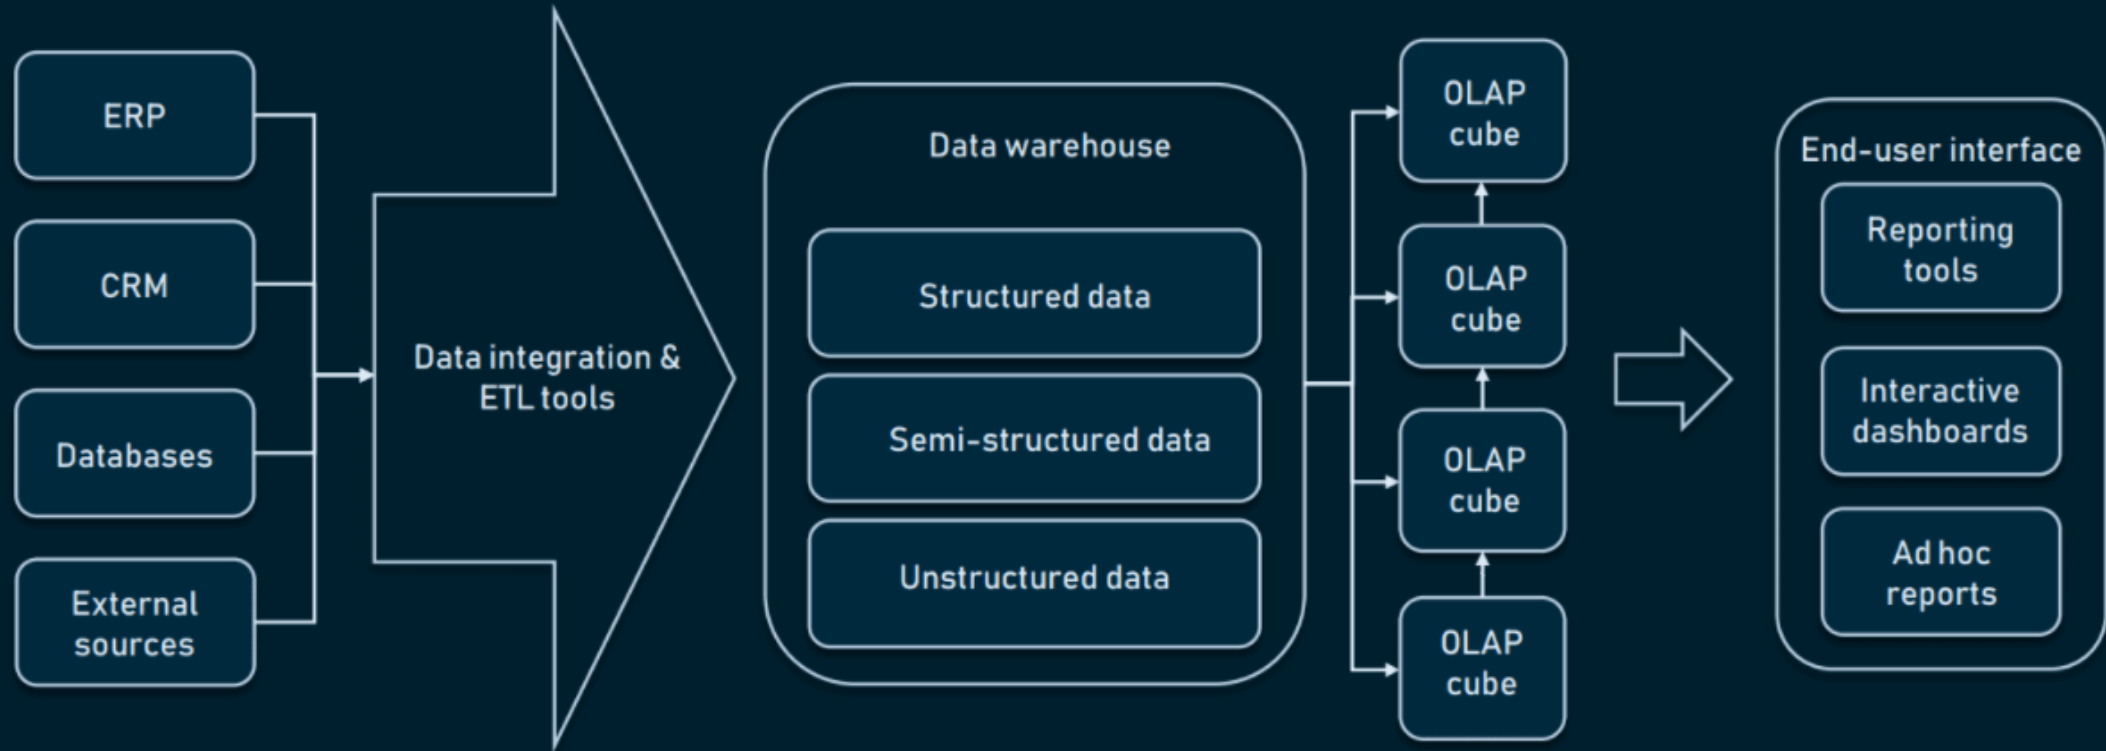 ERP
CRM
Databases
External
sources
Data integration &
ETL tools
Data warehouse
Structured data
Semi-structured data
Unstructured data
OLAP
cube
OLAP
cube
OLAP
cube
OLAP
cube
End-user interface
Reporting
tools
Interactive
dashboards
Ad hoc
reports